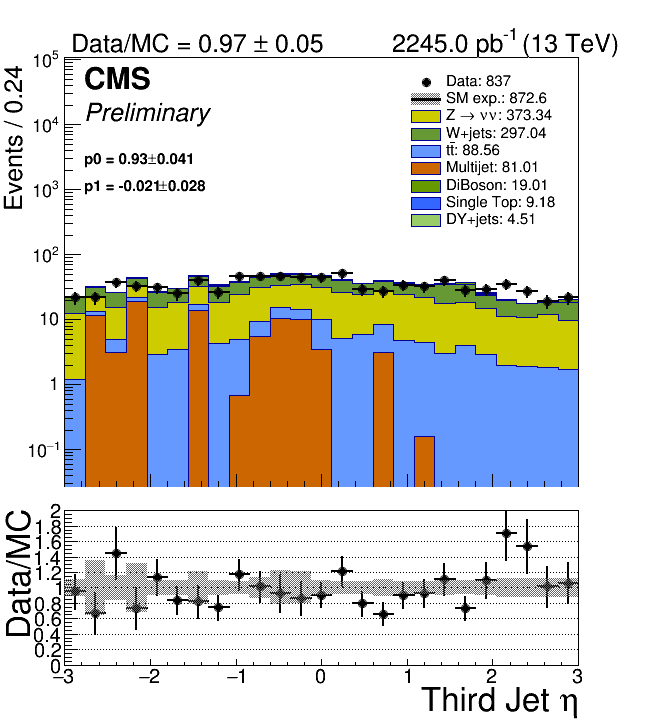 Data/MC = 0.97 ± 0.05 2245.0 pb⁻¹ (13 TeV)
CMS
Preliminary
p0 = 0.93±0.041
p1 = -0.021±0.028
Data: 837
SM exp.: 872.6
Z → νν: 373.34
W+jets: 297.04
tt̄: 88.56
Multijet: 81.01
DiBoson: 19.01
Single Top: 9.18
DY+jets: 4.51
Events / 0.24
10⁵
10⁴
10³
10²
10
1
10⁻¹
Data/MC
2
1.8
1.6
1.4
1.2
1
0.8
0.6
0.4
0.2
0
−3 −2 −1 0 1 2 3
Third Jet η